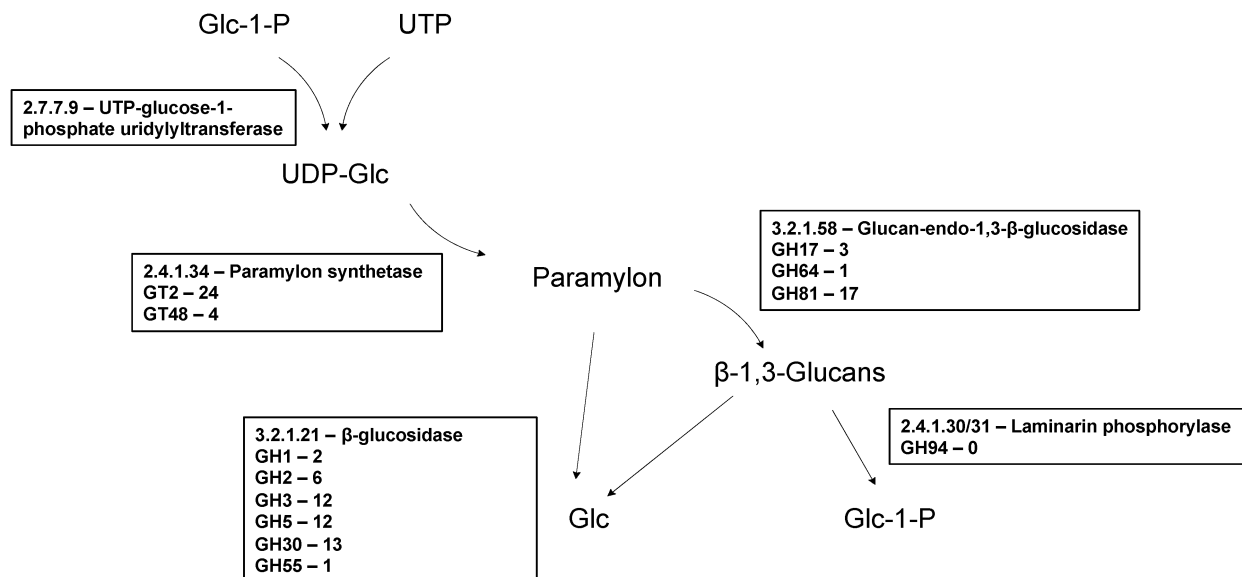 Glc-1-P
UTP
2.7.7.9 – UTP-glucose-1-
phosphate uridylyltransferase
UDP-Glc
2.4.1.34 – Paramylon synthetase
GT2 – 24
GT48 – 4
Paramylon
3.2.1.58 – Glucan-endo-1,3-β-glucosidase
GH17 – 3
GH64 – 1
GH81 – 17
β-1,3-Glucans
3.2.1.21 – β-glucosidase
GH1 – 2
GH2 – 6
GH3 – 12
GH5 – 12
GH30 – 13
GH55 – 1
2.4.1.30/31 – Laminarin phosphorylase
GH94 – 0
Glc
Glc-1-P